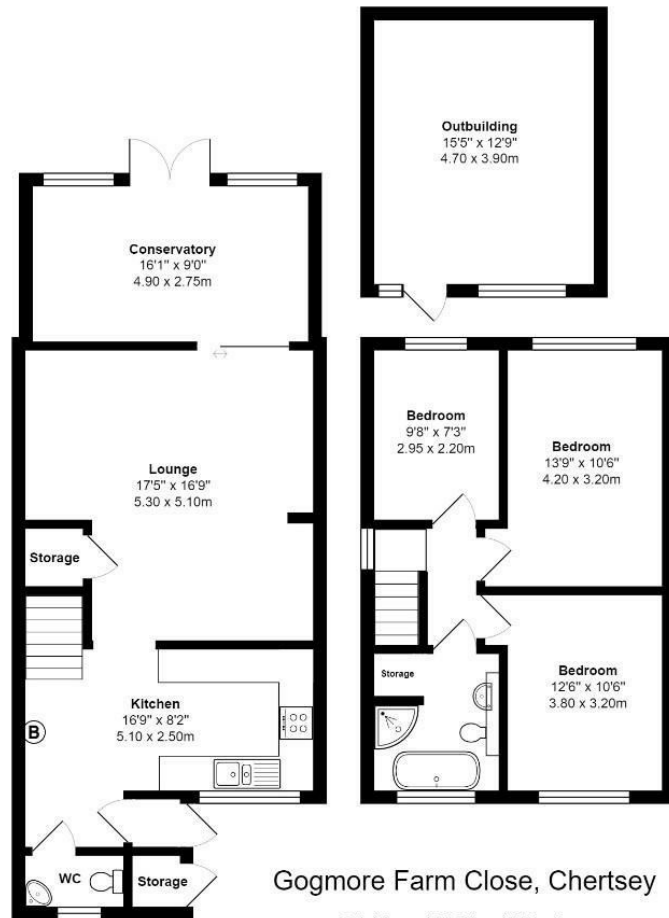 Outbuilding
15'5" x 12'9"
4.70 x 3.90m
Conservatory
16'1" x 9'0"
4.90 x 2.75m
Lounge
17'5" x 16'9"
5.30 x 5.10m
Storage
Kitchen
16'9" x 8'2"
5.10 x 2.50m
B
WC
Storage
Bedroom
9'8" x 7'3"
2.95 x 2.20m
Bedroom
13'9" x 10'6"
4.20 x 3.20m
Storage
Bedroom
12'6" x 10'6"
3.80 x 3.20m
Gogmore Farm Close, Chertsey